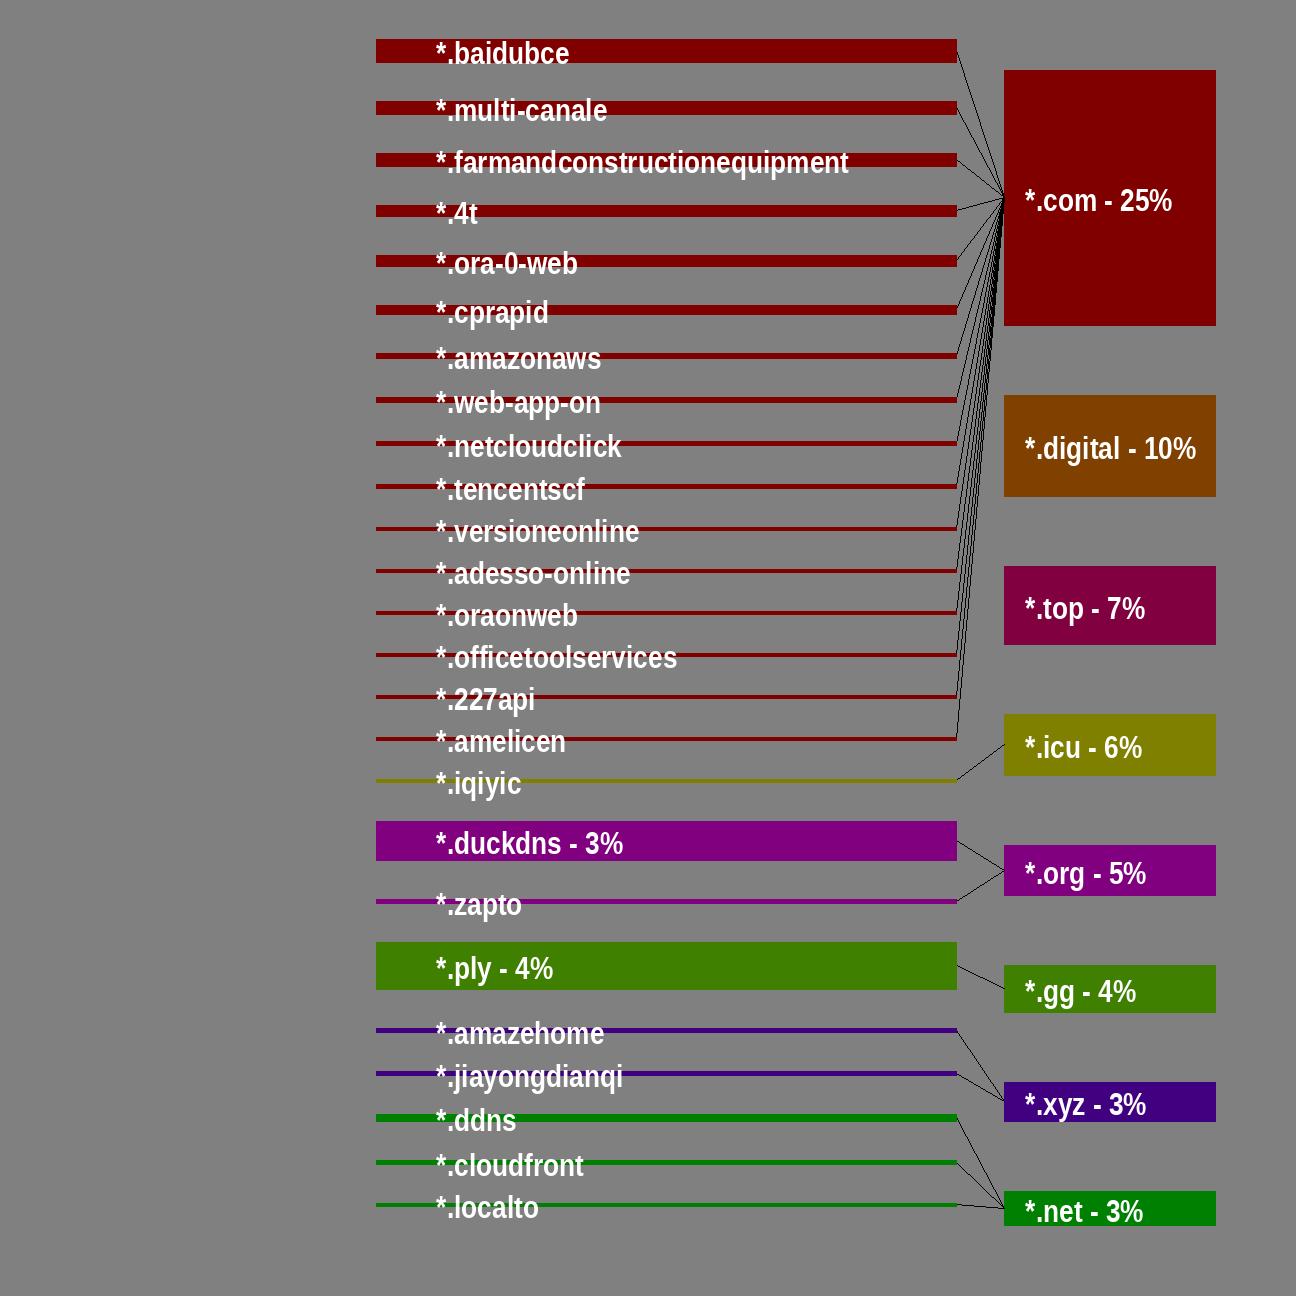 *.baidubce
*.multi-canale
*.farmandconstructionequipment
*.4t
*.ora-0-web
*.cprapid
*.amazonaws
*.web-app-on
*.netcloudclick
*.tencentscf
*.versioneonline
*.adesso-online
*.oraonweb
*.officetoolservices
*.227api
*.amelicen
*.iqiyic
*.duckdns - 3%
*.zapto
*.ply - 4%
*.amazehome
*.jiayongdianqi
*.ddns
*.cloudfront
*.localto
*.com - 25%
*.digital - 10%
*.top - 7%
*.icu - 6%
*.org - 5%
*.gg - 4%
*.xyz - 3%
*.net - 3%